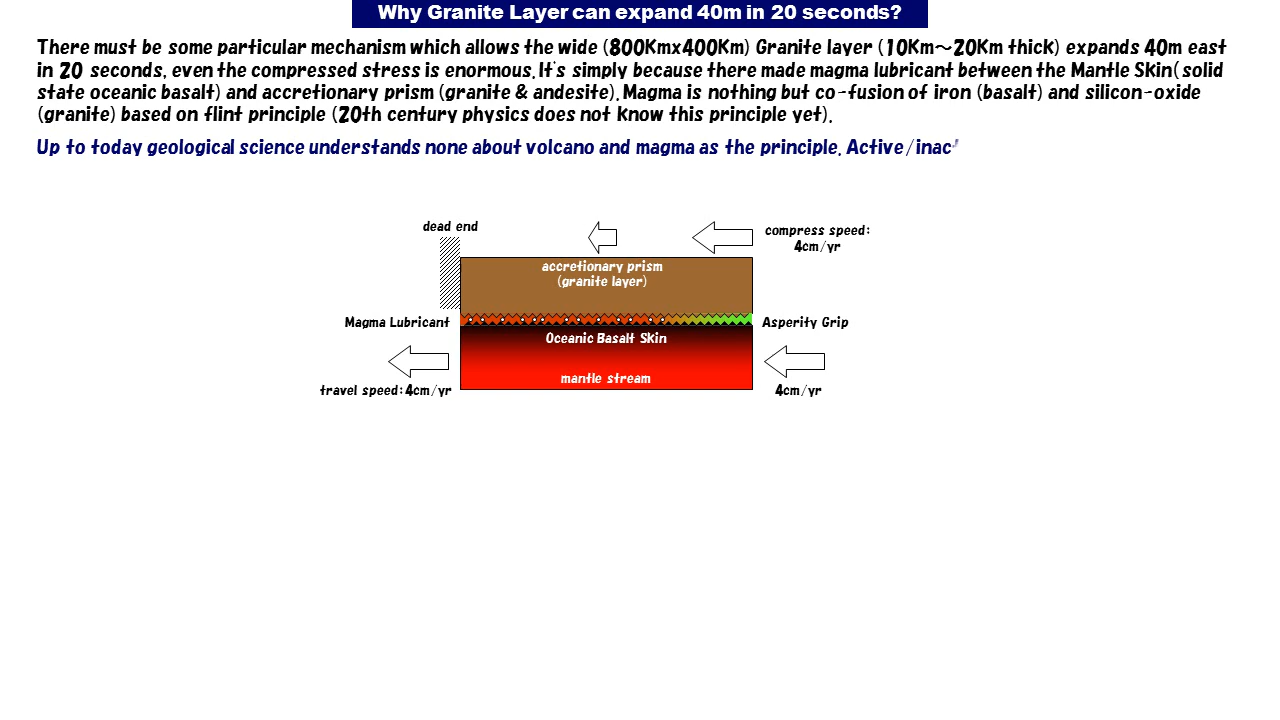 Why Granite Layer can expand 40m in 20 seconds?
There must be some particular mechanism which allows the wide (800Kmx400Km) Granite layer (10Km~20Km thick) expands 40m east
in 20 seconds, even the compressed stress is enormous. It's simply because there made magma lubricant between the Mantle Skin(solid
state oceanic basalt) and accretionary prism (granite & andesite). Magma is nothing but co-fusion of iron (basalt) and silicon-oxide
(granite) based on flint principle (20th century physics does not know this principle yet).
Up to today geological science understands none about volcano and magma as the principle. Active/inac
dead end
compress speed:
4cm/yr
accretionary prism
(granite layer)
Magma Lubricant
Asperity Grip
Oceanic Basalt Skin
mantle stream
travel speed:4cm/yr
4cm/yr